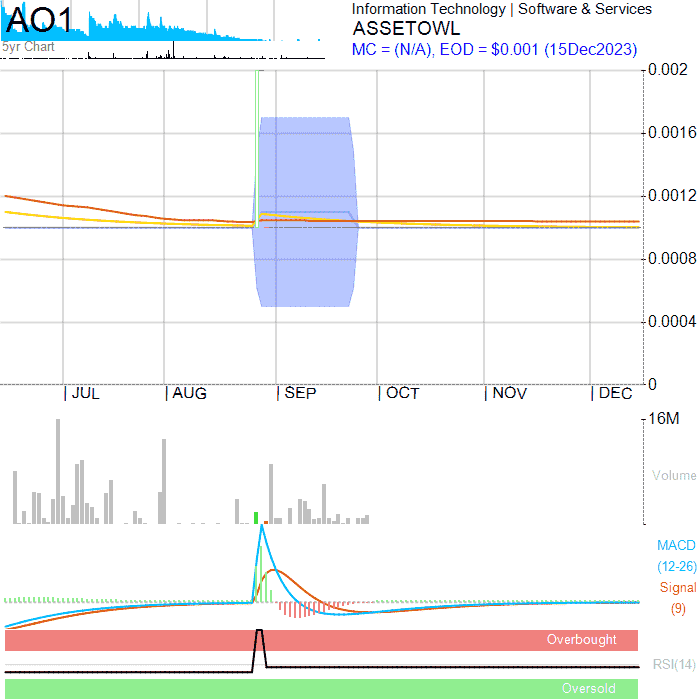 AO1
5yr Chart
Information Technology | Software & Services
ASSETOWL
MC = (N/A), EOD = $0.001 (15Dec2023)
0.002
0.0016
0.0012
0.0008
0.0004
0
| JUL | AUG | SEP | OCT | NOV | DEC
16M
Volume
MACD
(12-26)
Signal
(9)
Overbought
RSI(14)
Oversold